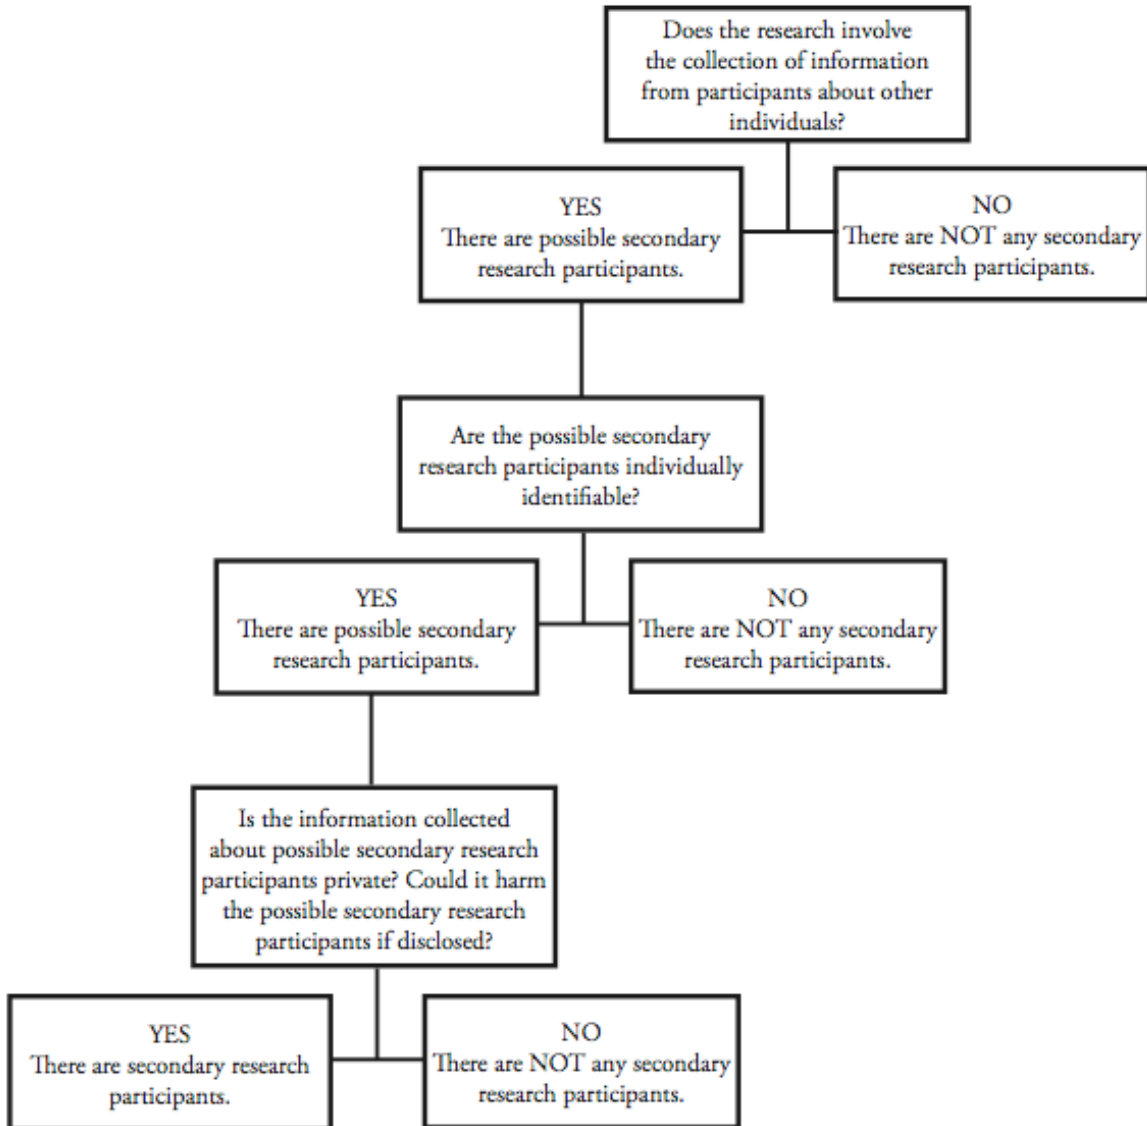 Does the research involve
the collection of information
from participants about other
individuals?
YES
There are possible secondary
research participants.
NO
There are NOT any secondary
research participants.
Are the possible secondary
research participants individually
identifiable?
YES
There are possible secondary
research participants.
NO
There are NOT any secondary
research participants.
Is the information collected
about possible secondary research
participants private? Could it harm
the possible secondary research
participants if disclosed?
YES
There are secondary research
participants.
NO
There are NOT any secondary
research participants.